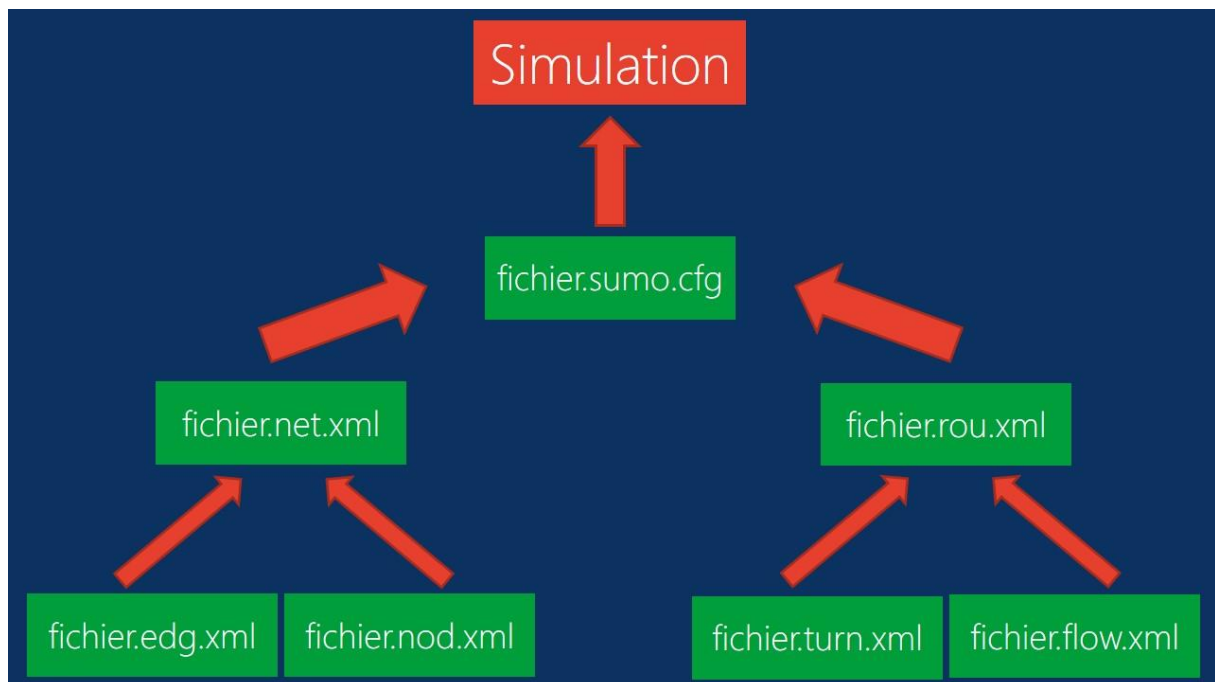 Simulation
fichier.sumo.cfg
fichier.net.xml
fichier.rou.xml
fichier.edg.xml
fichier.nod.xml
fichier.turn.xml
fichier.flow.xml